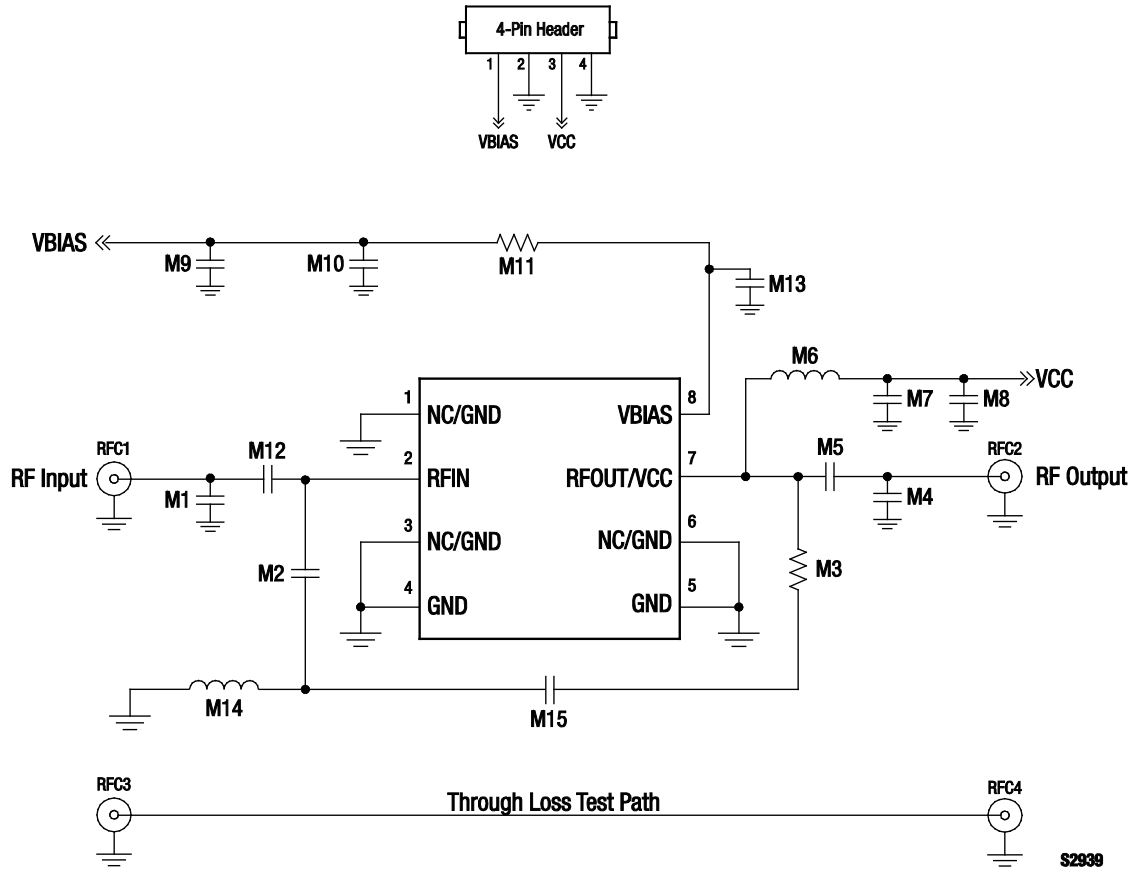 4-Pin Header
1 2 3 4
VBIAS VCC
VBIAS
M9
M10
M11
M13
M6
VCC
M7
M8
1
NC/GND
8
VBIAS
RFC1
RF Input
M12
M1
2
RFIN
7
RFOUT/VCC
M5
RFC2
RF Output
M4
3
NC/GND
6
NC/GND
M2
M3
4
GND
5
GND
M14
M15
RFC3
Through Loss Test Path
RFC4
S2939